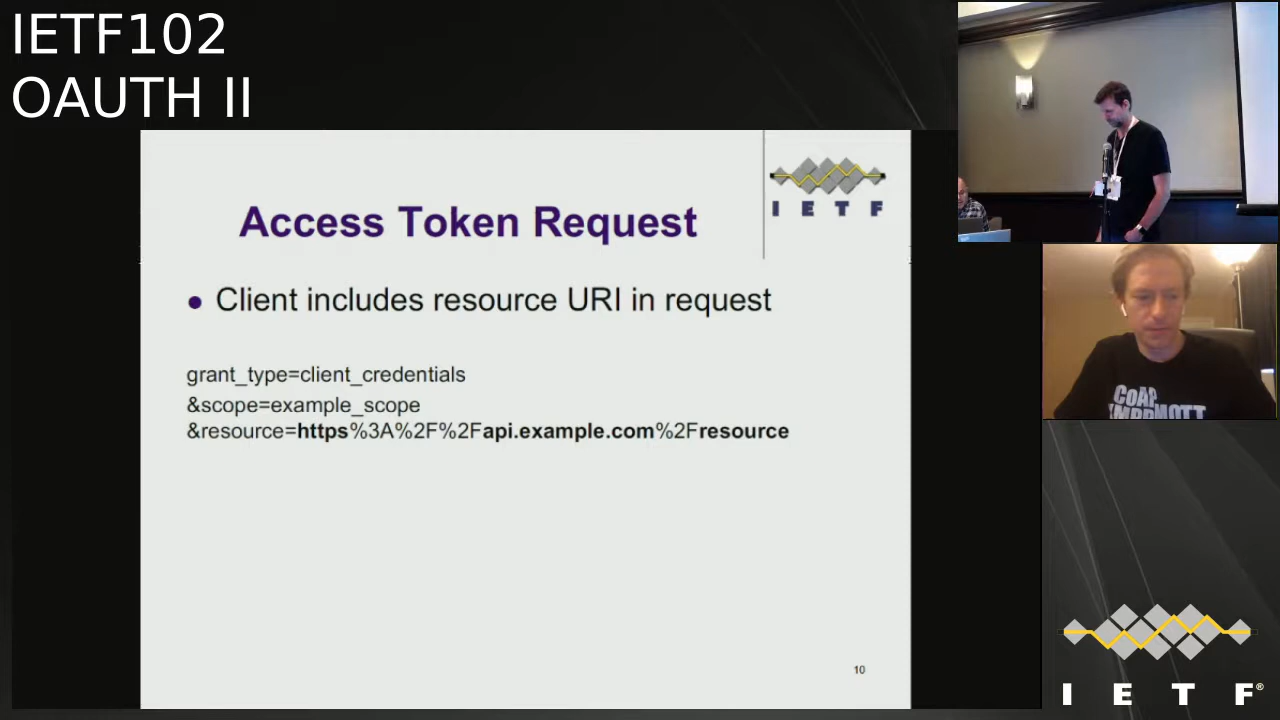 IETF102
OAUTH II
I E T F
Access Token Request
● Client includes resource URI in request
grant_type=client_credentials
&scope=example_scope
&resource=https%3A%2F%2Fapi.example.com%2Fresource
10
CoAP
I E T F®